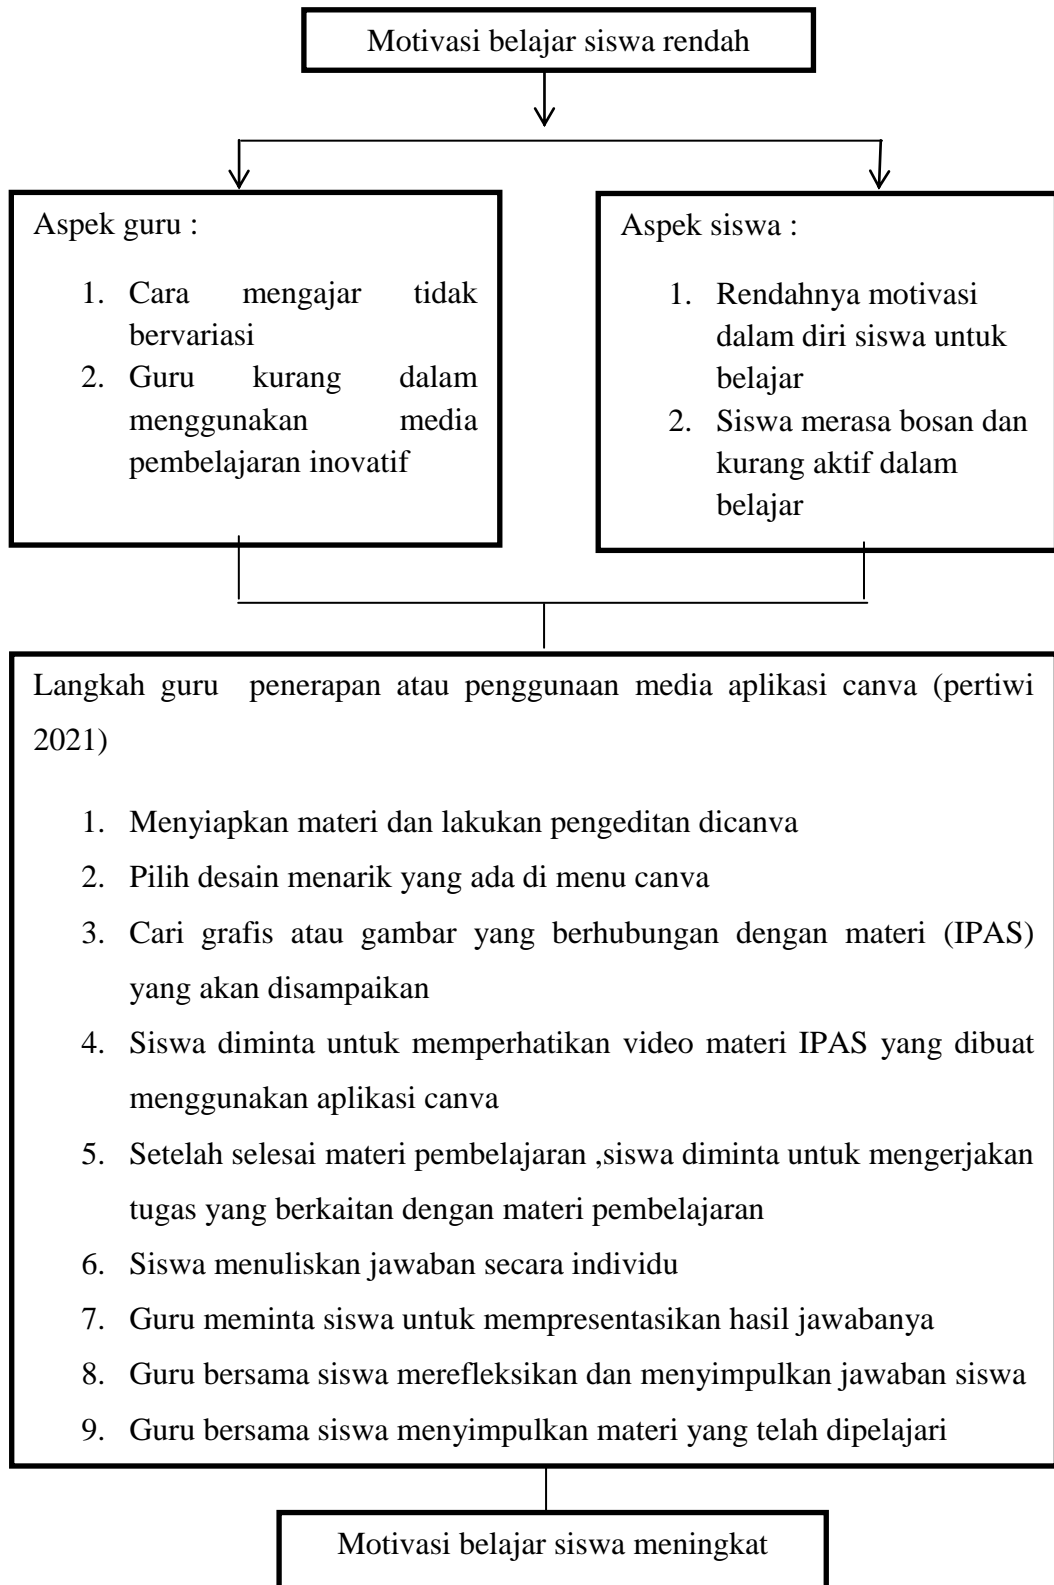 Motivasi belajar siswa rendah
Aspek guru :
1. Cara mengajar tidak
bervariasi
2. Guru kurang dalam
menggunakan media
pembelajaran inovatif
Aspek siswa :
1. Rendahnya motivasi
dalam diri siswa untuk
belajar
2. Siswa merasa bosan dan
kurang aktif dalam
belajar
Langkah guru penerapan atau penggunaan media aplikasi canva (pertiwi
2021)
1. Menyiapkan materi dan lakukan pengeditan dicanva
2. Pilih desain menarik yang ada di menu canva
3. Cari grafis atau gambar yang berhubungan dengan materi (IPAS)
yang akan disampaikan
4. Siswa diminta untuk memperhatikan video materi IPAS yang dibuat
menggunakan aplikasi canva
5. Setelah selesai materi pembelajaran ,siswa diminta untuk mengerjakan
tugas yang berkaitan dengan materi pembelajaran
6. Siswa menuliskan jawaban secara individu
7. Guru meminta siswa untuk mempresentasikan hasil jawabanya
8. Guru bersama siswa merefleksikan dan menyimpulkan jawaban siswa
9. Guru bersama siswa menyimpulkan materi yang telah dipelajari
Motivasi belajar siswa meningkat